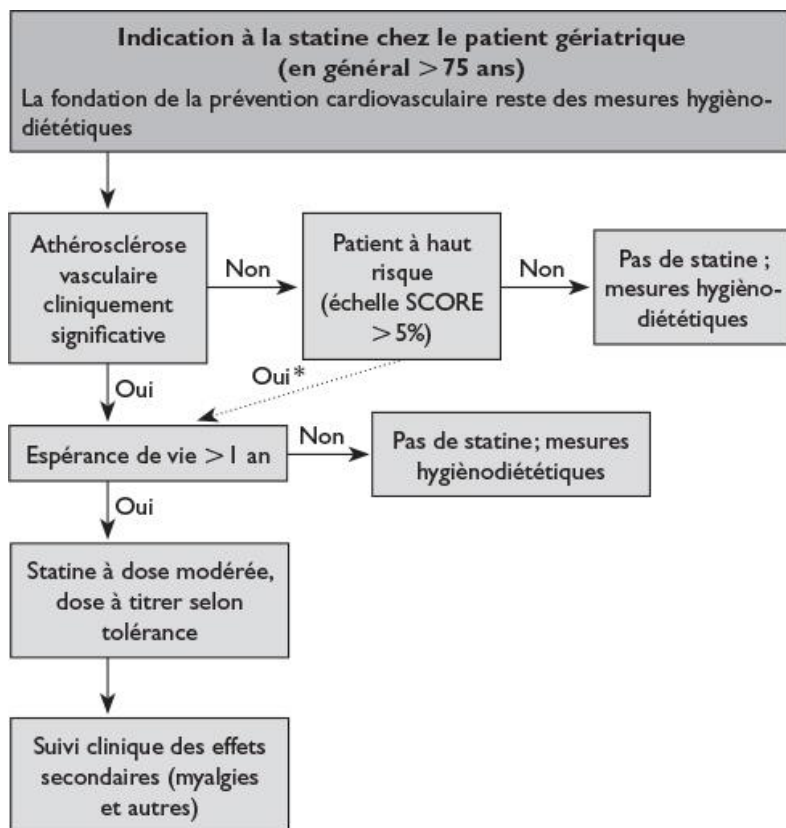 Indication à la statine chez le patient gériatrique
(en général > 75 ans)
La fondation de la prévention cardiovasculaire reste des mesures hygièno-
diététiques
Athérosclérose
vasculaire
cliniquement
significative
Non
Patient à haut
risque
(échelle SCORE
> 5%)
Non
Pas de statine ;
mesures hygièno-
diététiques
Oui
Oui*
Espérance de vie > 1 an
Non
Pas de statine; mesures
hygiènodiététiques
Oui
Statine à dose modérée,
dose à titrer selon
tolérance
Suivi clinique des effets
secondaires (myalgies
et autres)